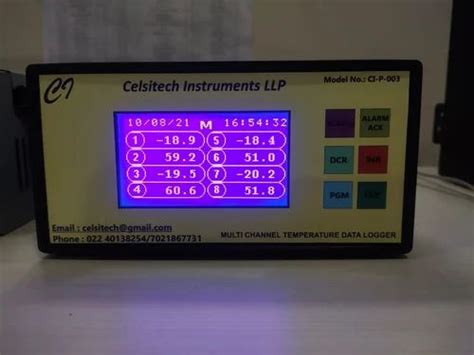 CI
Celsitech Instruments LLP
Model No.: CI-P-003
10/08/21 M 16:54:32
1 -18.9 5 -18.4
2 59.2 6 51.0
3 -19.5 7 -20.2
4 60.6 8 51.8
ALARM
ACK
DCR
INR
PGM
Email : celsitech@gmail.com
Phone : 022 40138254/7021867731
MULTI CHANNEL TEMPERATURE DATA LOGGER